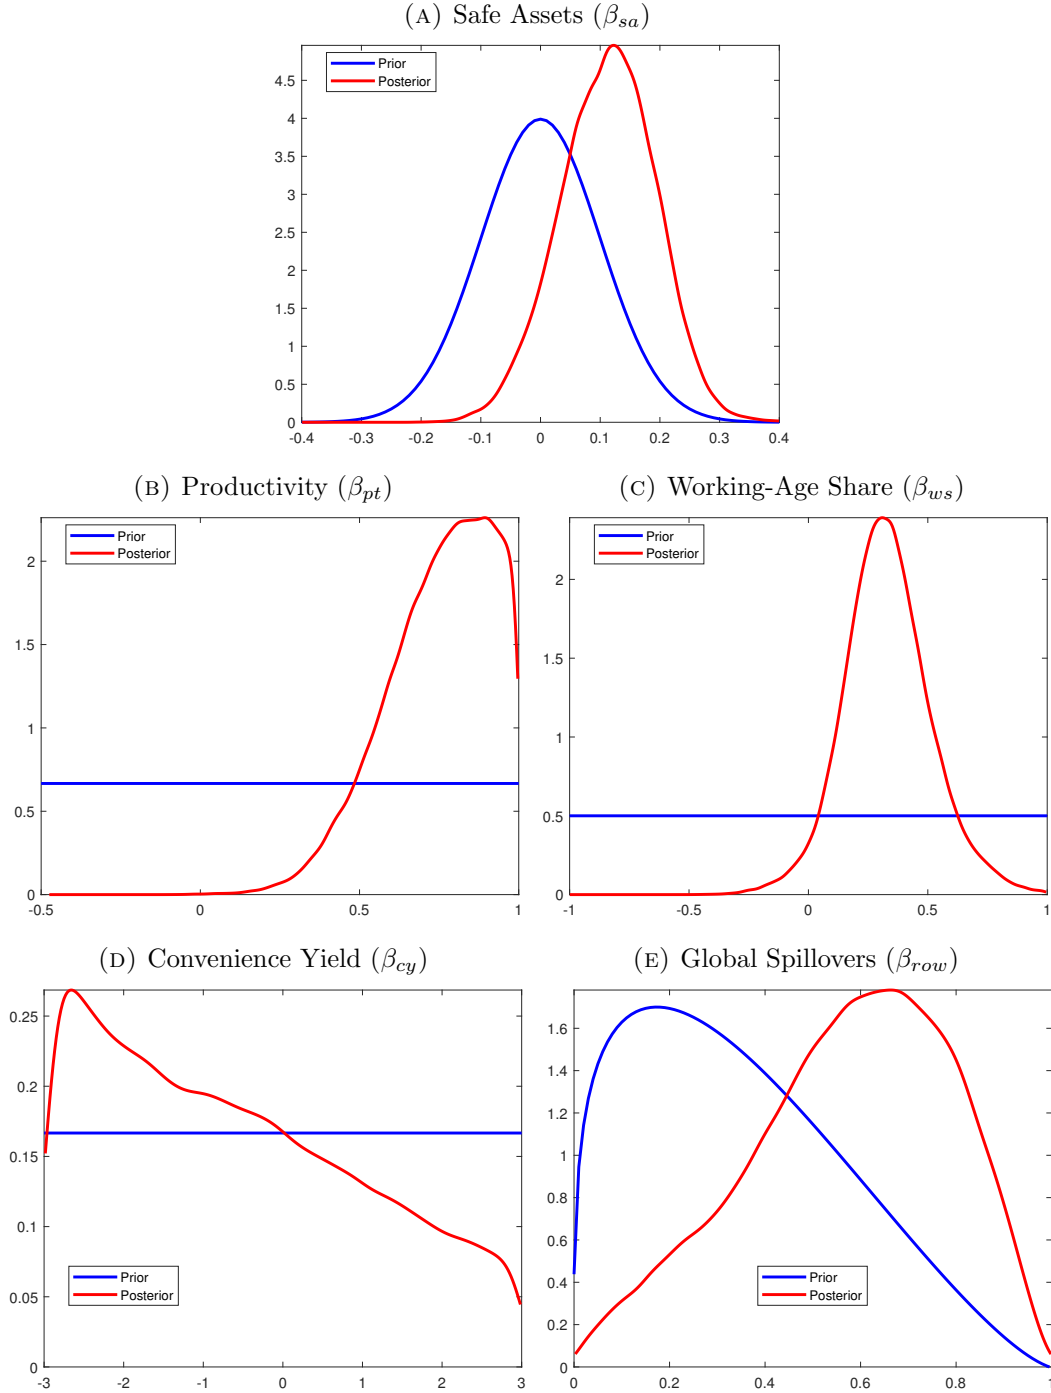 (A) Safe Assets (βsa)
Prior
Posterior
4.5
4
3.5
3
2.5
2
1.5
1
0.5
0
-0.4 -0.3 -0.2 -0.1 0 0.1 0.2 0.3 0.4
(B) Productivity (βpt)
Prior
Posterior
2
1.5
1
0.5
0
-0.5 0 0.5 1
(C) Working-Age Share (βws)
Prior
Posterior
2
1.5
1
0.5
0
-1 -0.5 0 0.5 1
(D) Convenience Yield (βcy)
0.25
0.2
0.15
0.1
0.05
0
Prior
Posterior
-3 -2 -1 0 1 2 3
(E) Global Spillovers (βrow)
1.6
1.4
1.2
1
0.8
0.6
0.4
0.2
0
Prior
Posterior
0 0.2 0.4 0.6 0.8 1